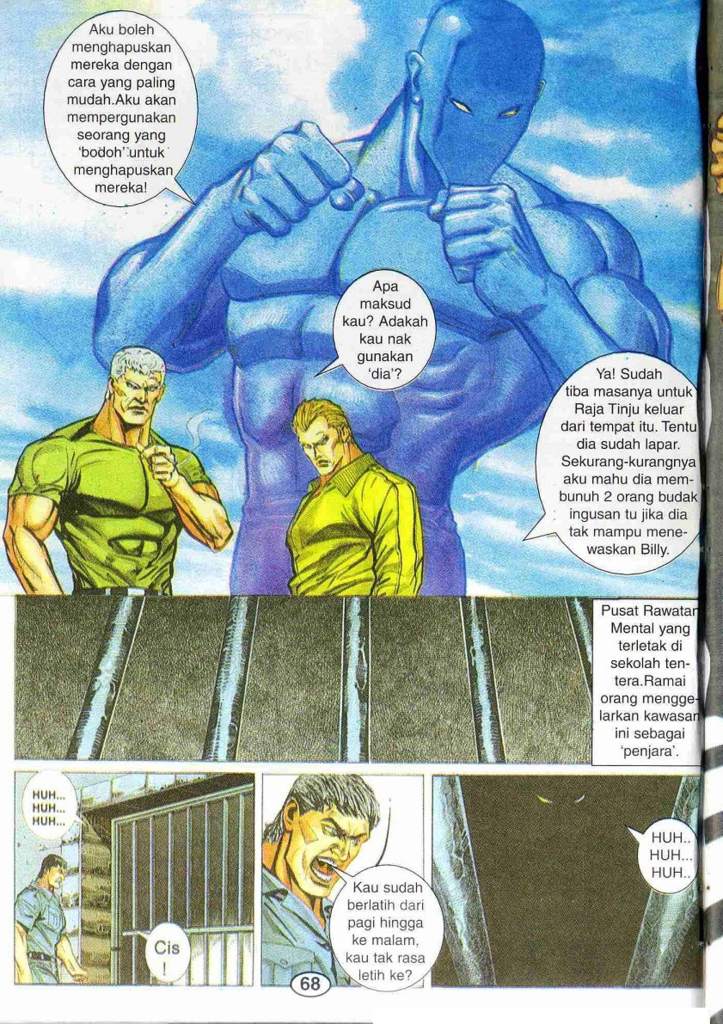 Aku boleh
menghapuskan
mereka dengan
cara yang paling
mudah.Aku akan
mempergunakan
seorang yang
'bodoh'untuk
menghapuskan
mereka!
Apa
maksud
kau? Adakah
kau nak
gunakan
'dia'?
Ya! Sudah
tiba masanya untuk
Raja Tinju keluar
dari tempat itu. Tentu
dia sudah lapar.
Sekurang-kurangnya
aku mahu mem-
bunuh 2 orang budak
ingusan tu jika dia
tak mampu mene-
waskan Billy.
Pusat Rawatan
Mental yang
terletak di
sekolah ten-
tera.Ramai
orang mengge-
larkan kawasan
ini sebagai
'penjara'.
HUH...
HUH...
HUH...
Cis
!
Kau sudah
berlatih dari
pagi hingga
ke malam,
kau tak rasa
letih ke?
HUH..
HUH...
HUH..
68